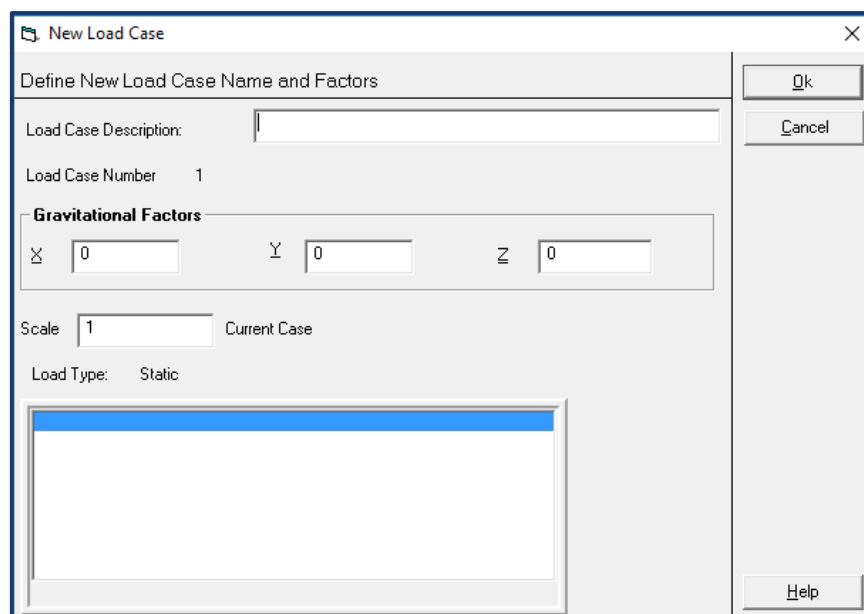 New Load Case
Define New Load Case Name and Factors
Ok
Load Case Description:
Cancel
Load Case Number 1
Gravitational Factors
X 0 Y 0 Z 0
Scale 1 Current Case
Load Type: Static
Help